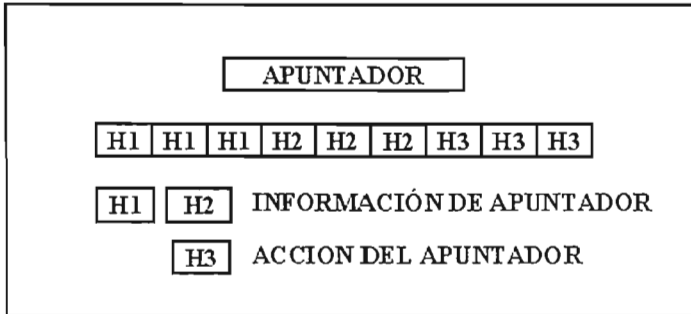 APUNTADOR
H1 H1 H1 H2 H2 H2 H3 H3 H3
H1 H2 INFORMACIÓN DE APUNTADOR
H3 ACCION DEL APUNTADOR